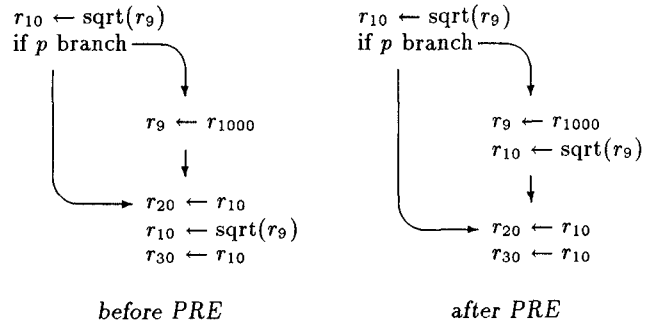 r₁₀ ← sqrt(r₉)
if p branch
r₉ ← r₁₀₀₀
r₂₀ ← r₁₀
r₁₀ ← sqrt(r₉)
r₃₀ ← r₁₀
before PRE
r₁₀ ← sqrt(r₉)
if p branch
r₉ ← r₁₀₀₀
r₁₀ ← sqrt(r₉)
r₂₀ ← r₁₀
r₃₀ ← r₁₀
after PRE